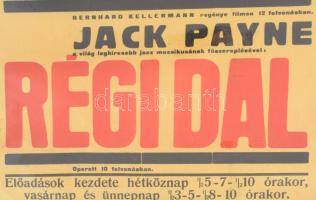 BERNHARD KELLERMANN regénye filmen 12 felvonásban.
JACK PAYNE
a világ leghíresebb jazz muzsikusának főszereplésével:
RÉGI DAL
Operett 10 felvonásban.
Előadások kezdete hétköznap ½5-7-½10 órakor,
vasárnap és ünnepnap ½3-5-½8-10 órakor.